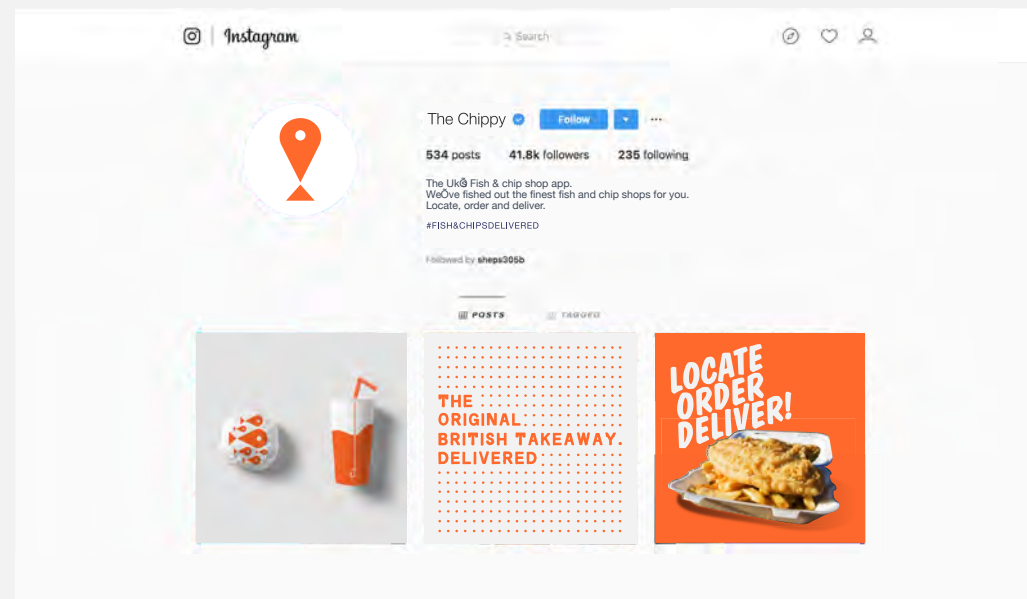 Instagram
Search
The Chippy
Follow
534 posts 41.8k followers 235 following
The UkÕs Fish & chip shop app.
WeÕve fished out the finest fish and chip shops for you.
Locate, order and deliver.
#FISH&CHIPSDELIVERED
Followed by sheps305b
POSTS TAGGED
THE
ORIGINAL
BRITISH TAKEAWAY.
DELIVERED
LOCATE
ORDER
DELIVER!